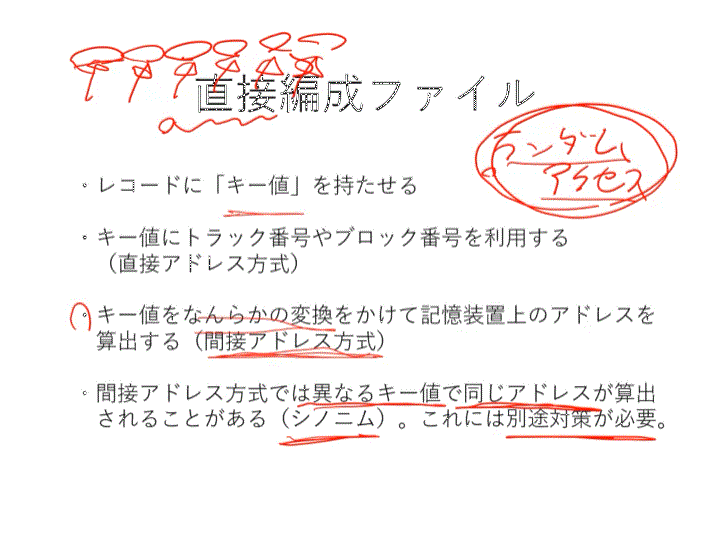 直接編成ファイル
ランダム
アクセス
• レコードに「キー値」を持たせる
• キー値にトラック番号やブロック番号を利用する
（直接アドレス方式）
• キー値をなんらかの変換をかけて記憶装置上のアドレスを
算出する（間接アドレス方式）
• 間接アドレス方式では異なるキー値で同じアドレスが算出
されることがある（シノニム）。これには別途対策が必要。